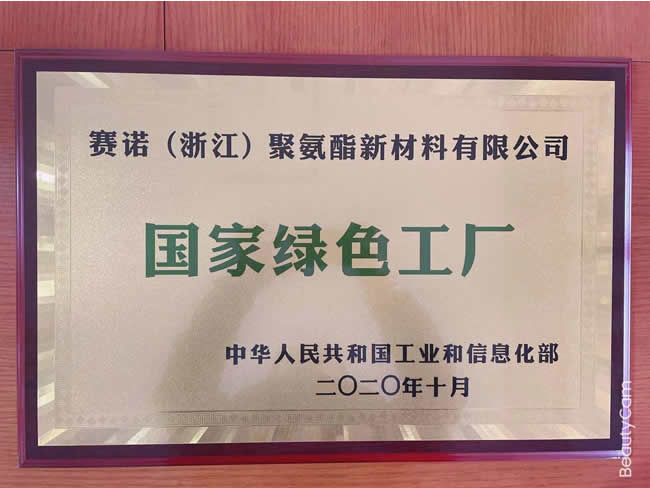 赛诺（浙江）聚氨酯新材料有限公司
国家绿色工厂
中华人民共和国工业和信息化部
二〇二〇年十月
BeautyCam